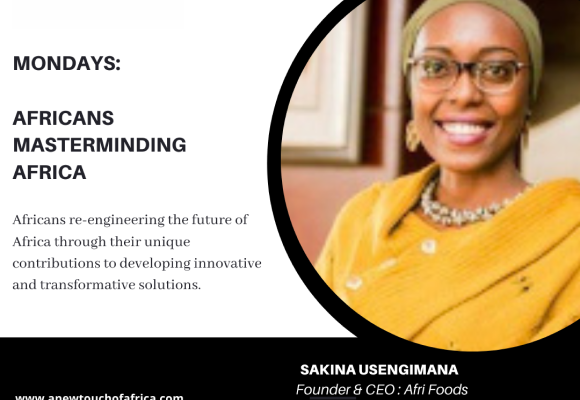 MONDAYS:
AFRICANS
MASTERMINDING
AFRICA
Africans re-engineering the future of
Africa through their unique
contributions to developing innovative
and transformative solutions.
SAKINA USENGIMANA
Founder & CEO : Afri Foods
www.anewtouchofafrica.com